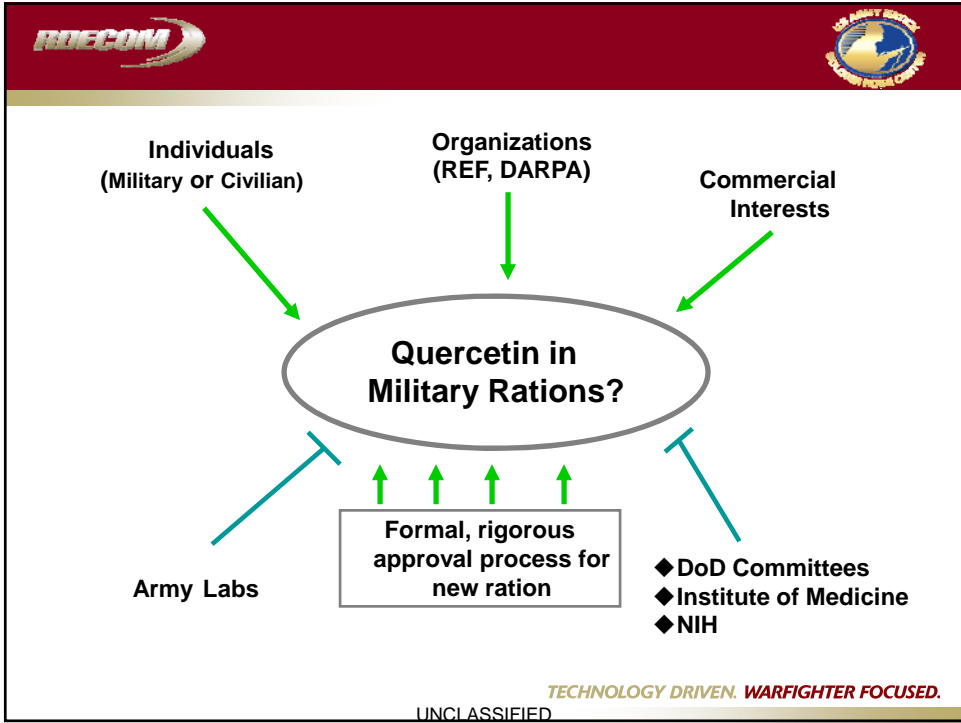 RDECOM
Individuals
(Military or Civilian)
Organizations
(REF, DARPA)
Commercial
Interests
Quercetin in
Military Rations?
Army Labs
Formal, rigorous
approval process for
new ration
◆DoD Committees
◆Institute of Medicine
◆NIH
TECHNOLOGY DRIVEN. WARFIGHTER FOCUSED.
UNCLASSIFIED